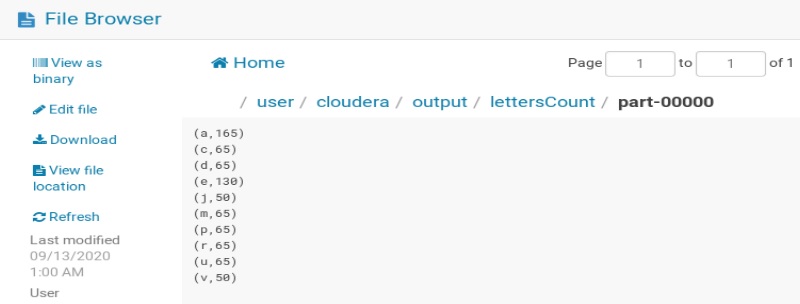 File Browser
View as
binary
Edit file
Download
View file
location
Refresh
Last modified
09/13/2020
1:00 AM
User
Home
Page 1 to 1 of 1
/ user / cloudera / output / lettersCount / part-00000
(a,165)
(c,65)
(d,65)
(e,130)
(j,50)
(m,65)
(p,65)
(r,65)
(u,65)
(v,50)